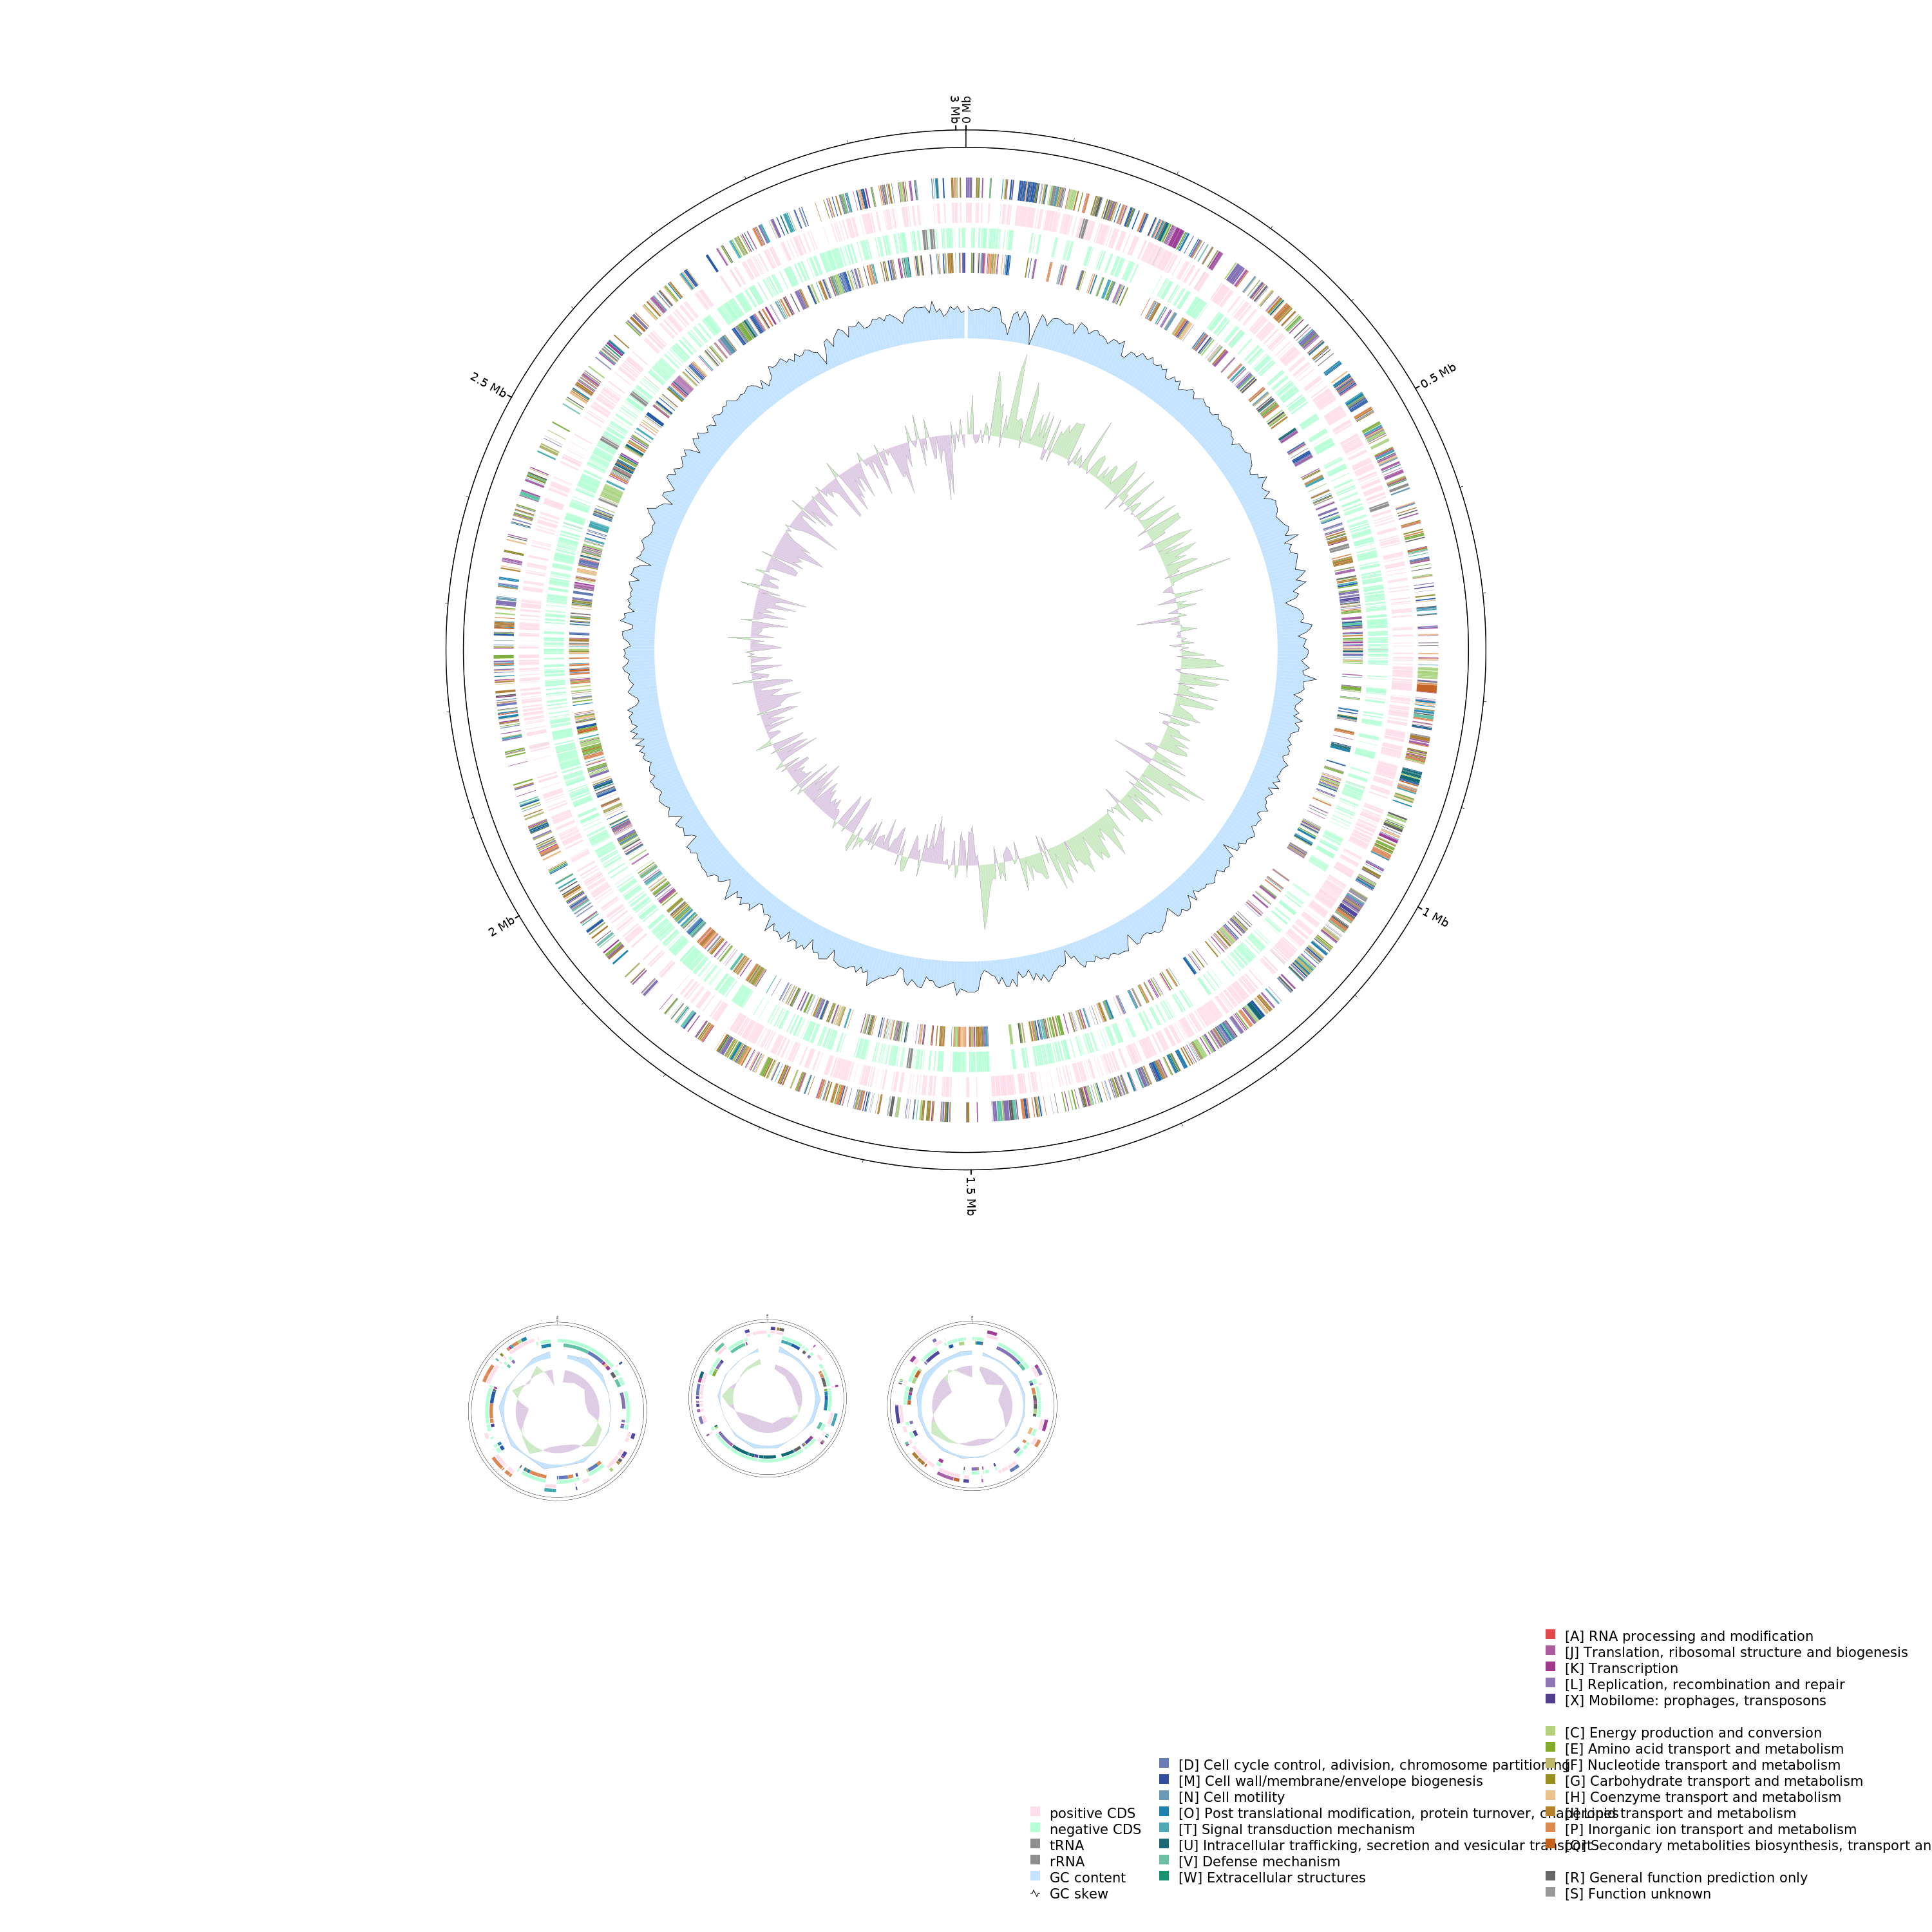 3 Mb
0 Mb
0.5 Mb
2.5 Mb
1 Mb
2 Mb
1.5 Mb
[A] RNA processing and modification
[J] Translation, ribosomal structure and biogenesis
[K] Transcription
[L] Replication, recombination and repair
[X] Mobilome: prophages, transposons
[C] Energy production and conversion
[E] Amino acid transport and metabolism
[D] Cell cycle control, adivision, chromosome partitioning
[F] Nucleotide transport and metabolism
[M] Cell wall/membrane/envelope biogenesis
[G] Carbohydrate transport and metabolism
[N] Cell motility
[H] Coenzyme transport and metabolism
positive CDS
[O] Post translational modification, protein turnover, chaperones
[I] Lipid transport and metabolism
negative CDS
[T] Signal transduction mechanism
[P] Inorganic ion transport and metabolism
tRNA
[U] Intracellular trafficking, secretion and vesicular transport
[Q] Secondary metabolities biosynthesis, transport an
rRNA
[V] Defense mechanism
GC content
[W] Extracellular structures
[R] General function prediction only
GC skew
[S] Function unknown